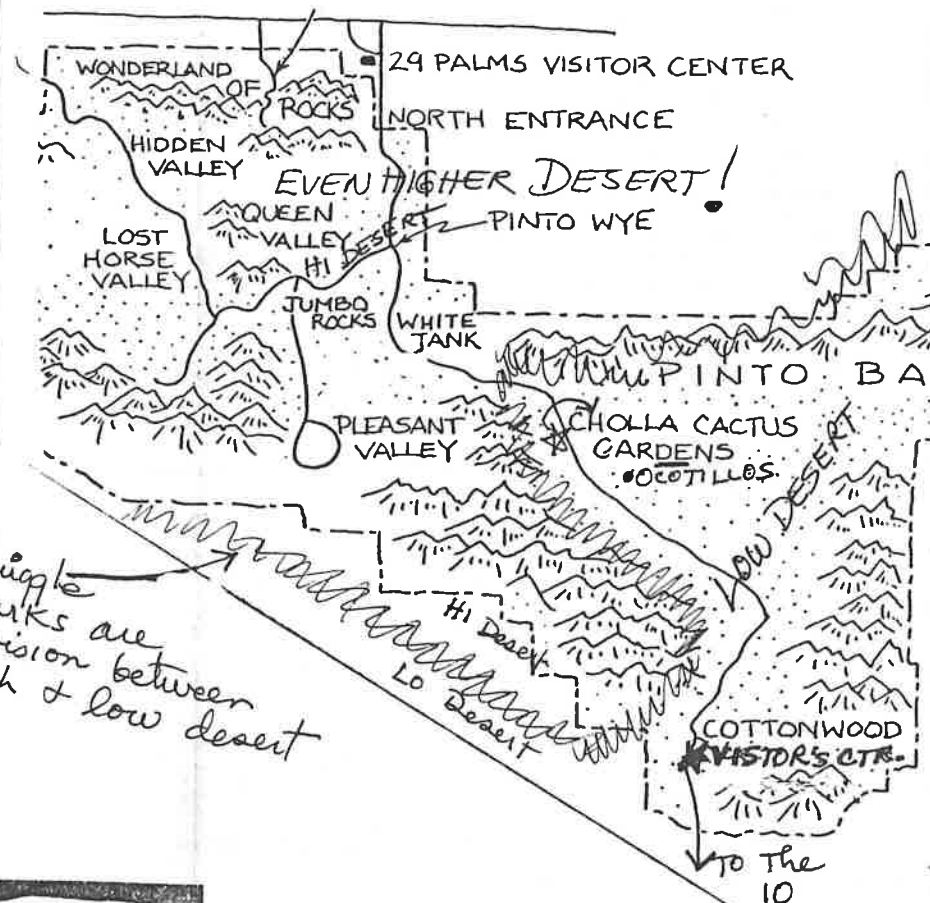 29 PALMS VISITOR CENTER
WONDERLAND
OF
ROCKS
NORTH ENTRANCE
HIDDEN
VALLEY
EVEN HIGHER DESERT!
QUEEN
VALLEY
PINTO WYE
HI DESERT
LOST
HORSE
VALLEY
JUMBO
ROCKS
WHITE
TANK
PINTO BA
PLEASANT
VALLEY
CHOLLA CACTUS
GARDENS
•OCOTILLOS
LOW DESERT
iggle
rks are
vision between
h & low desert
HI Desert
Lo Desert
COTTONWOOD
VISTOR'S CTR.
TO The
10